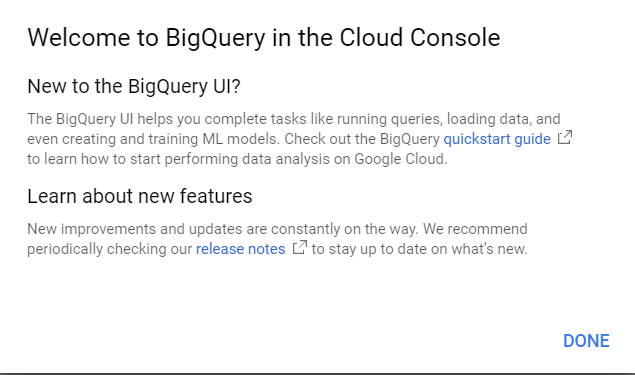 Welcome to BigQuery in the Cloud Console
New to the BigQuery UI?
The BigQuery UI helps you complete tasks like running queries, loading data, and
even creating and training ML models. Check out the BigQuery quickstart guide
to learn how to start performing data analysis on Google Cloud.
Learn about new features
New improvements and updates are constantly on the way. We recommend
periodically checking our release notes to stay up to date on what's new.
DONE